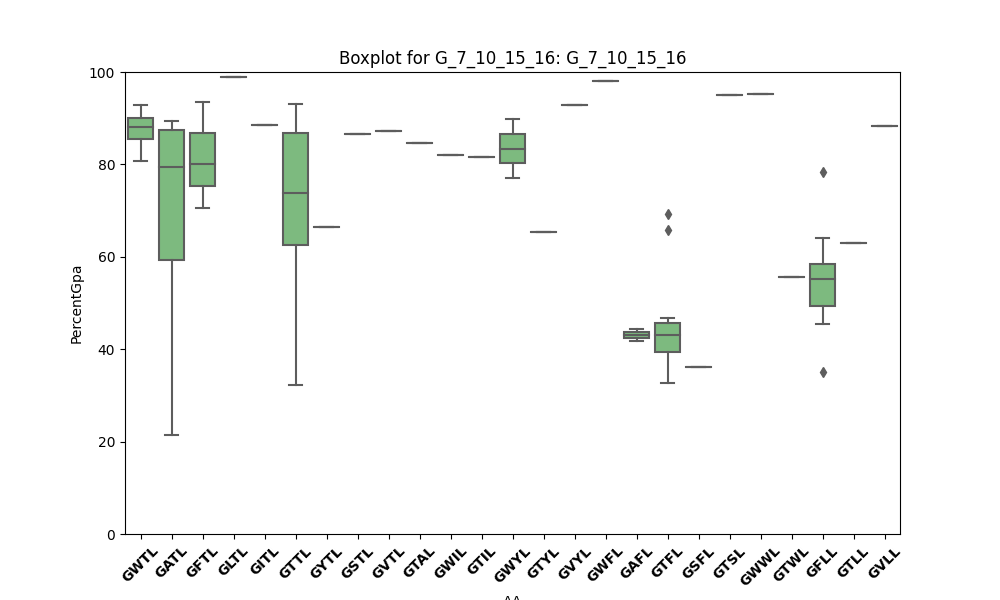 Boxplot for G_7_10_15_16: G_7_10_15_16
PercentGpa
100
80
60
40
20
0
GWTL
GATL
GFTL
GLTL
GITL
GTTL
GYTL
GSTL
GVTL
GTAL
GWIL
GTIL
GWYL
GTYL
GVYL
GWFL
GAFL
GTFL
GSFL
GTSL
GWWL
GTWL
GFLL
GTLL
GVLL
AA